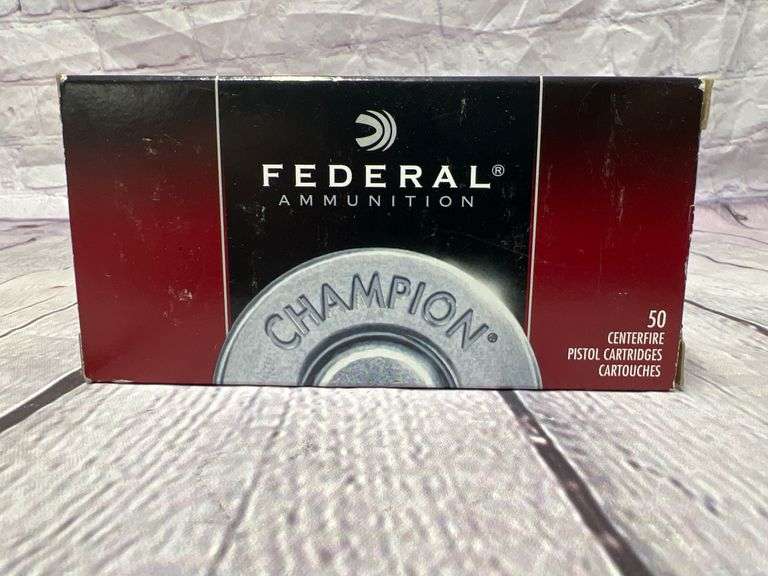 FEDERAL®
AMMUNITION
CHAMPION®
50
CENTERFIRE
PISTOL CARTRIDGES
CARTOUCHES